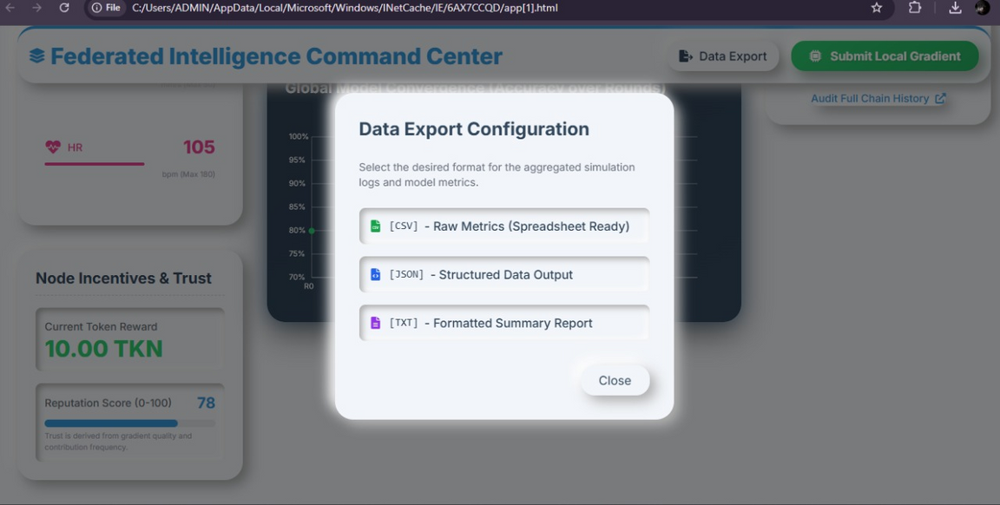 File C:/Users/ADMIN/AppData/Local/Microsoft/Windows/INetCache/IE/6AX7CCQD/app[1].html
Federated Intelligence Command Center
Data Export
Submit Local Gradient
Global Model Convergence (Accuracy over Rounds)
Audit Full Chain History
HR
105
bpm (Max 180)
100%
95%
90%
85%
80%
75%
70%
R0
Data Export Configuration
Select the desired format for the aggregated simulation
logs and model metrics.
[CSV] - Raw Metrics (Spreadsheet Ready)
[JSON] - Structured Data Output
[TXT] - Formatted Summary Report
Close
Node Incentives & Trust
Current Token Reward
10.00 TKN
Reputation Score (0-100) 78
Trust is derived from gradient quality and
contribution frequency.